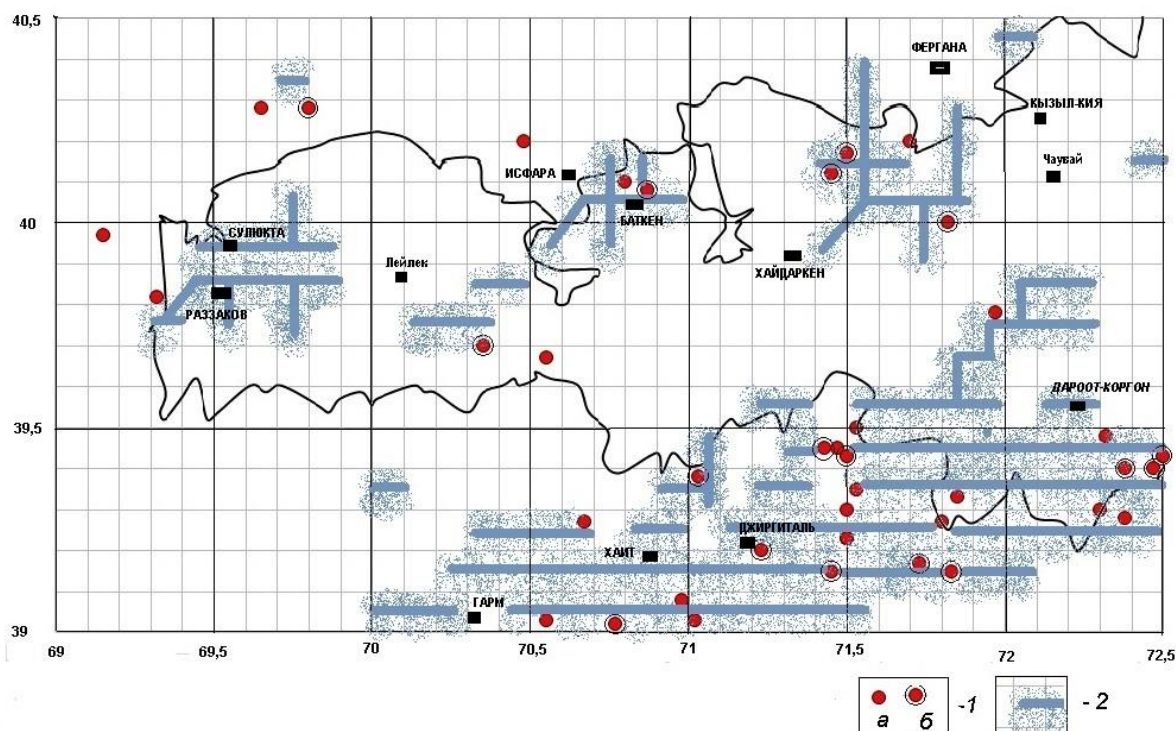 40,5
ФЕРГАНА
КЫЗЫЛ-КИЯ
Чаувай
ИСФАРА
БАТКЕН
40
СУЛЮКТА
Лейлек
ХАЙДАРКЕН
РАЗЗАКОВ
ДАРООТ-КОРГОН
39,5
ДЖИРГИТАЛЬ
ХАИТ
ГАРМ
39
69 69,5 70 70,5 71 71,5 72 72,5
а б -1 - 2